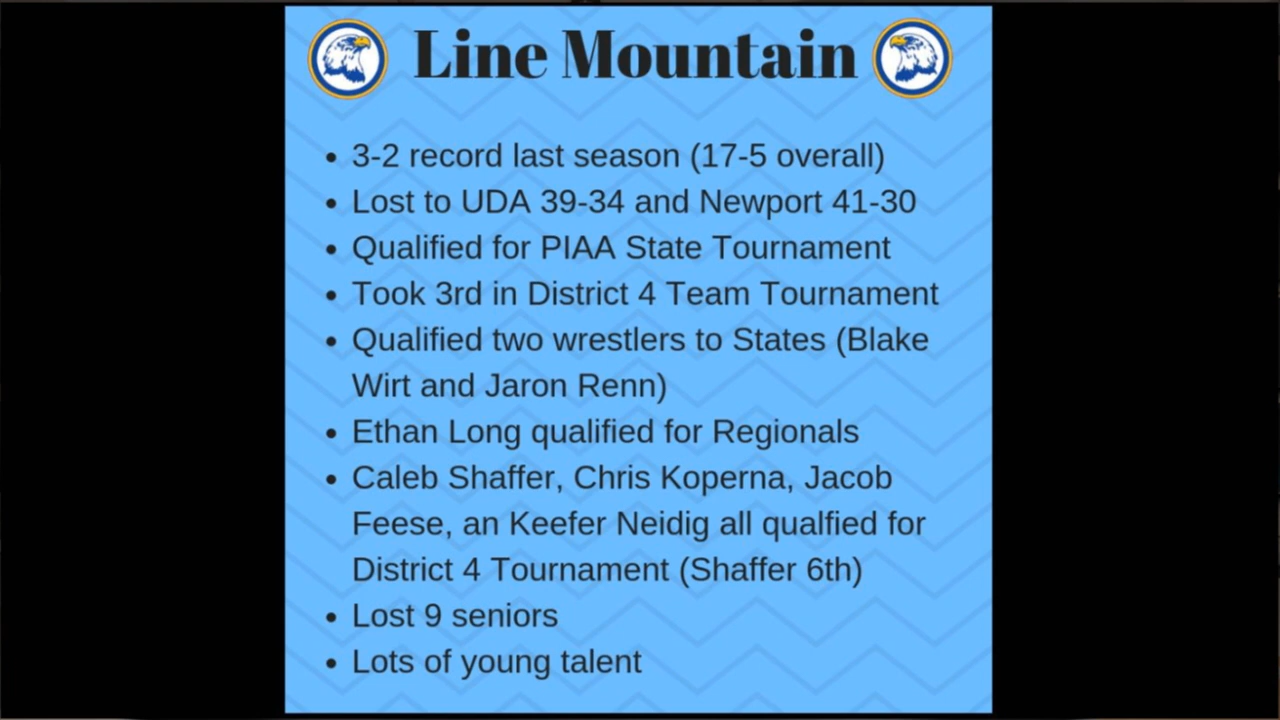 Line Mountain
• 3-2 record last season (17-5 overall)
• Lost to UDA 39-34 and Newport 41-30
• Qualified for PIAA State Tournament
• Took 3rd in District 4 Team Tournament
• Qualified two wrestlers to States (Blake
Wirt and Jaron Renn)
• Ethan Long qualified for Regionals
• Caleb Shaffer, Chris Koperna, Jacob
Feese, an Keefer Neidig all qualfied for
District 4 Tournament (Shaffer 6th)
• Lost 9 seniors
• Lots of young talent